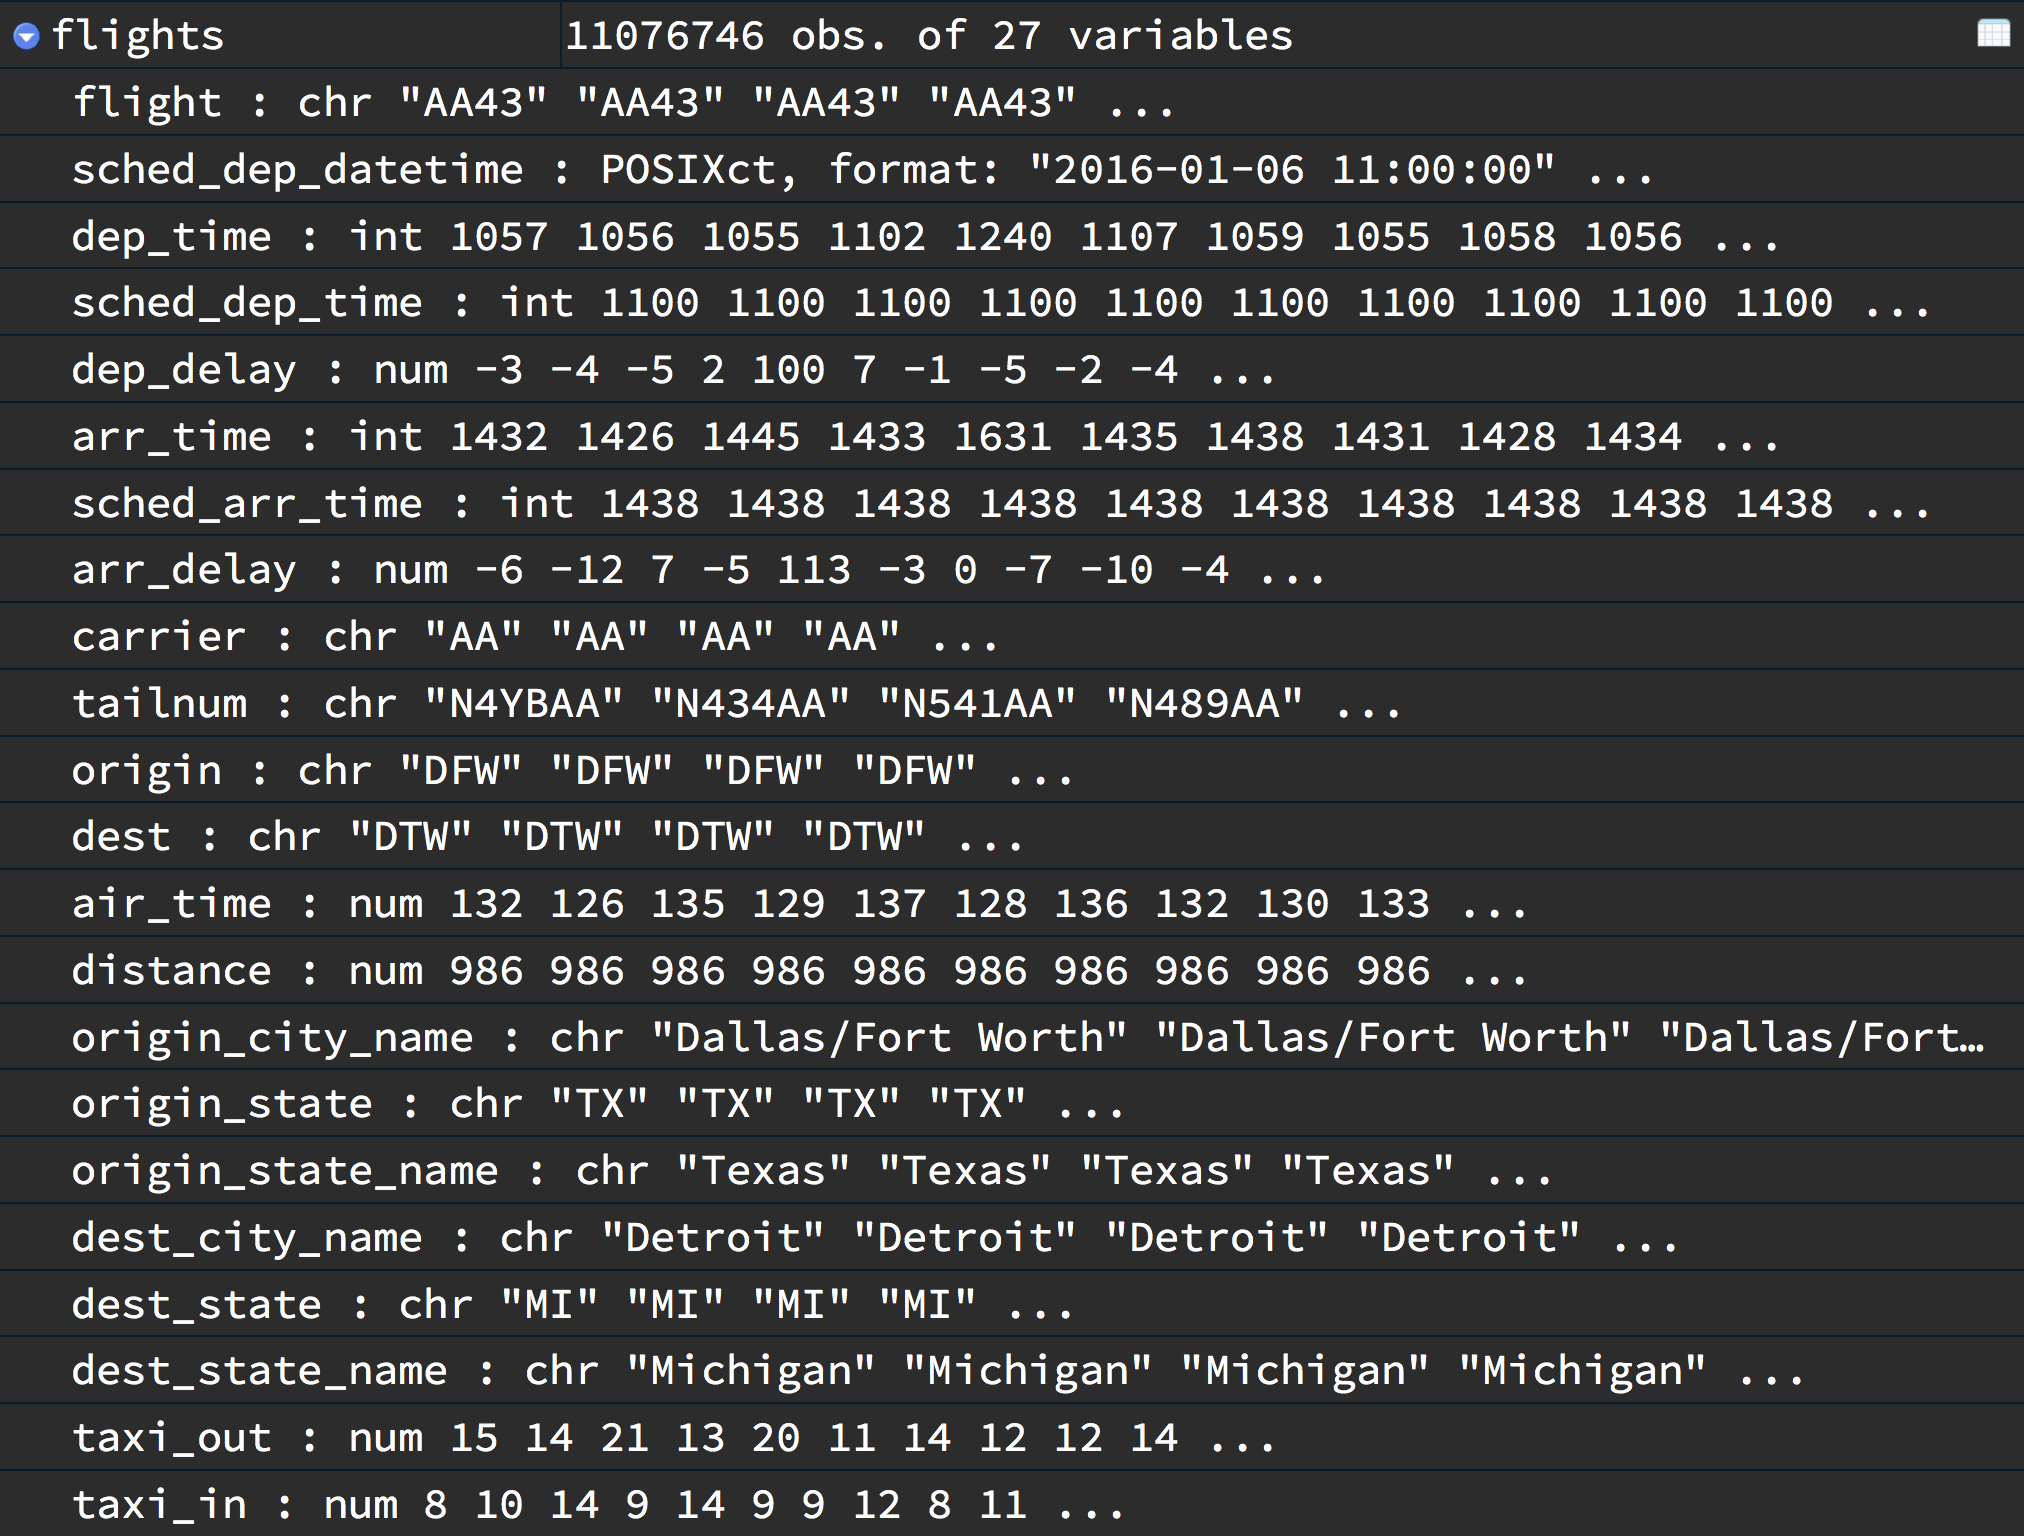 flights 11076746 obs. of 27 variables
flight : chr "AA43" "AA43" "AA43" "AA43" ...
sched_dep_datetime : POSIXct, format: "2016-01-06 11:00:00" ...
dep_time : int 1057 1056 1055 1102 1240 1107 1059 1055 1058 1056 ...
sched_dep_time : int 1100 1100 1100 1100 1100 1100 1100 1100 1100 1100 ...
dep_delay : num -3 -4 -5 2 100 7 -1 -5 -2 -4 ...
arr_time : int 1432 1426 1445 1433 1631 1435 1438 1431 1428 1434 ...
sched_arr_time : int 1438 1438 1438 1438 1438 1438 1438 1438 1438 1438 ...
arr_delay : num -6 -12 7 -5 113 -3 0 -7 -10 -4 ...
carrier : chr "AA" "AA" "AA" "AA" ...
tailnum : chr "N4YBAA" "N434AA" "N541AA" "N489AA" ...
origin : chr "DFW" "DFW" "DFW" "DFW" ...
dest : chr "DTW" "DTW" "DTW" "DTW" ...
air_time : num 132 126 135 129 137 128 136 132 130 133 ...
distance : num 986 986 986 986 986 986 986 986 986 986 ...
origin_city_name : chr "Dallas/Fort Worth" "Dallas/Fort Worth" "Dallas/Fort…
origin_state : chr "TX" "TX" "TX" "TX" ...
origin_state_name : chr "Texas" "Texas" "Texas" "Texas" ...
dest_city_name : chr "Detroit" "Detroit" "Detroit" "Detroit" ...
dest_state : chr "MI" "MI" "MI" "MI" ...
dest_state_name : chr "Michigan" "Michigan" "Michigan" "Michigan" ...
taxi_out : num 15 14 21 13 20 11 14 12 12 14 ...
taxi_in : num 8 10 14 9 14 9 9 12 8 11 ...